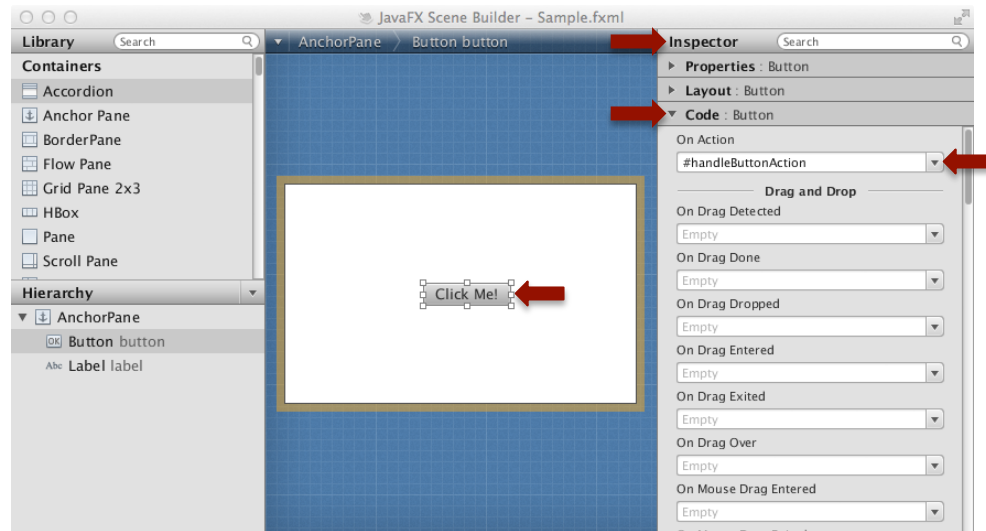 JavaFX Scene Builder – Sample.fxml
Library
Search
Containers
Accordion
Anchor Pane
BorderPane
Flow Pane
Grid Pane 2x3
HBox
Pane
Scroll Pane
Hierarchy
AnchorPane
OK Button button
Abc Label label
AnchorPane Button button
Click Me!
Inspector
Search
Properties : Button
Layout : Button
Code : Button
On Action
#handleButtonAction
Drag and Drop
On Drag Detected
Empty
On Drag Done
Empty
On Drag Dropped
Empty
On Drag Entered
Empty
On Drag Exited
Empty
On Drag Over
Empty
On Mouse Drag Entered
Empty